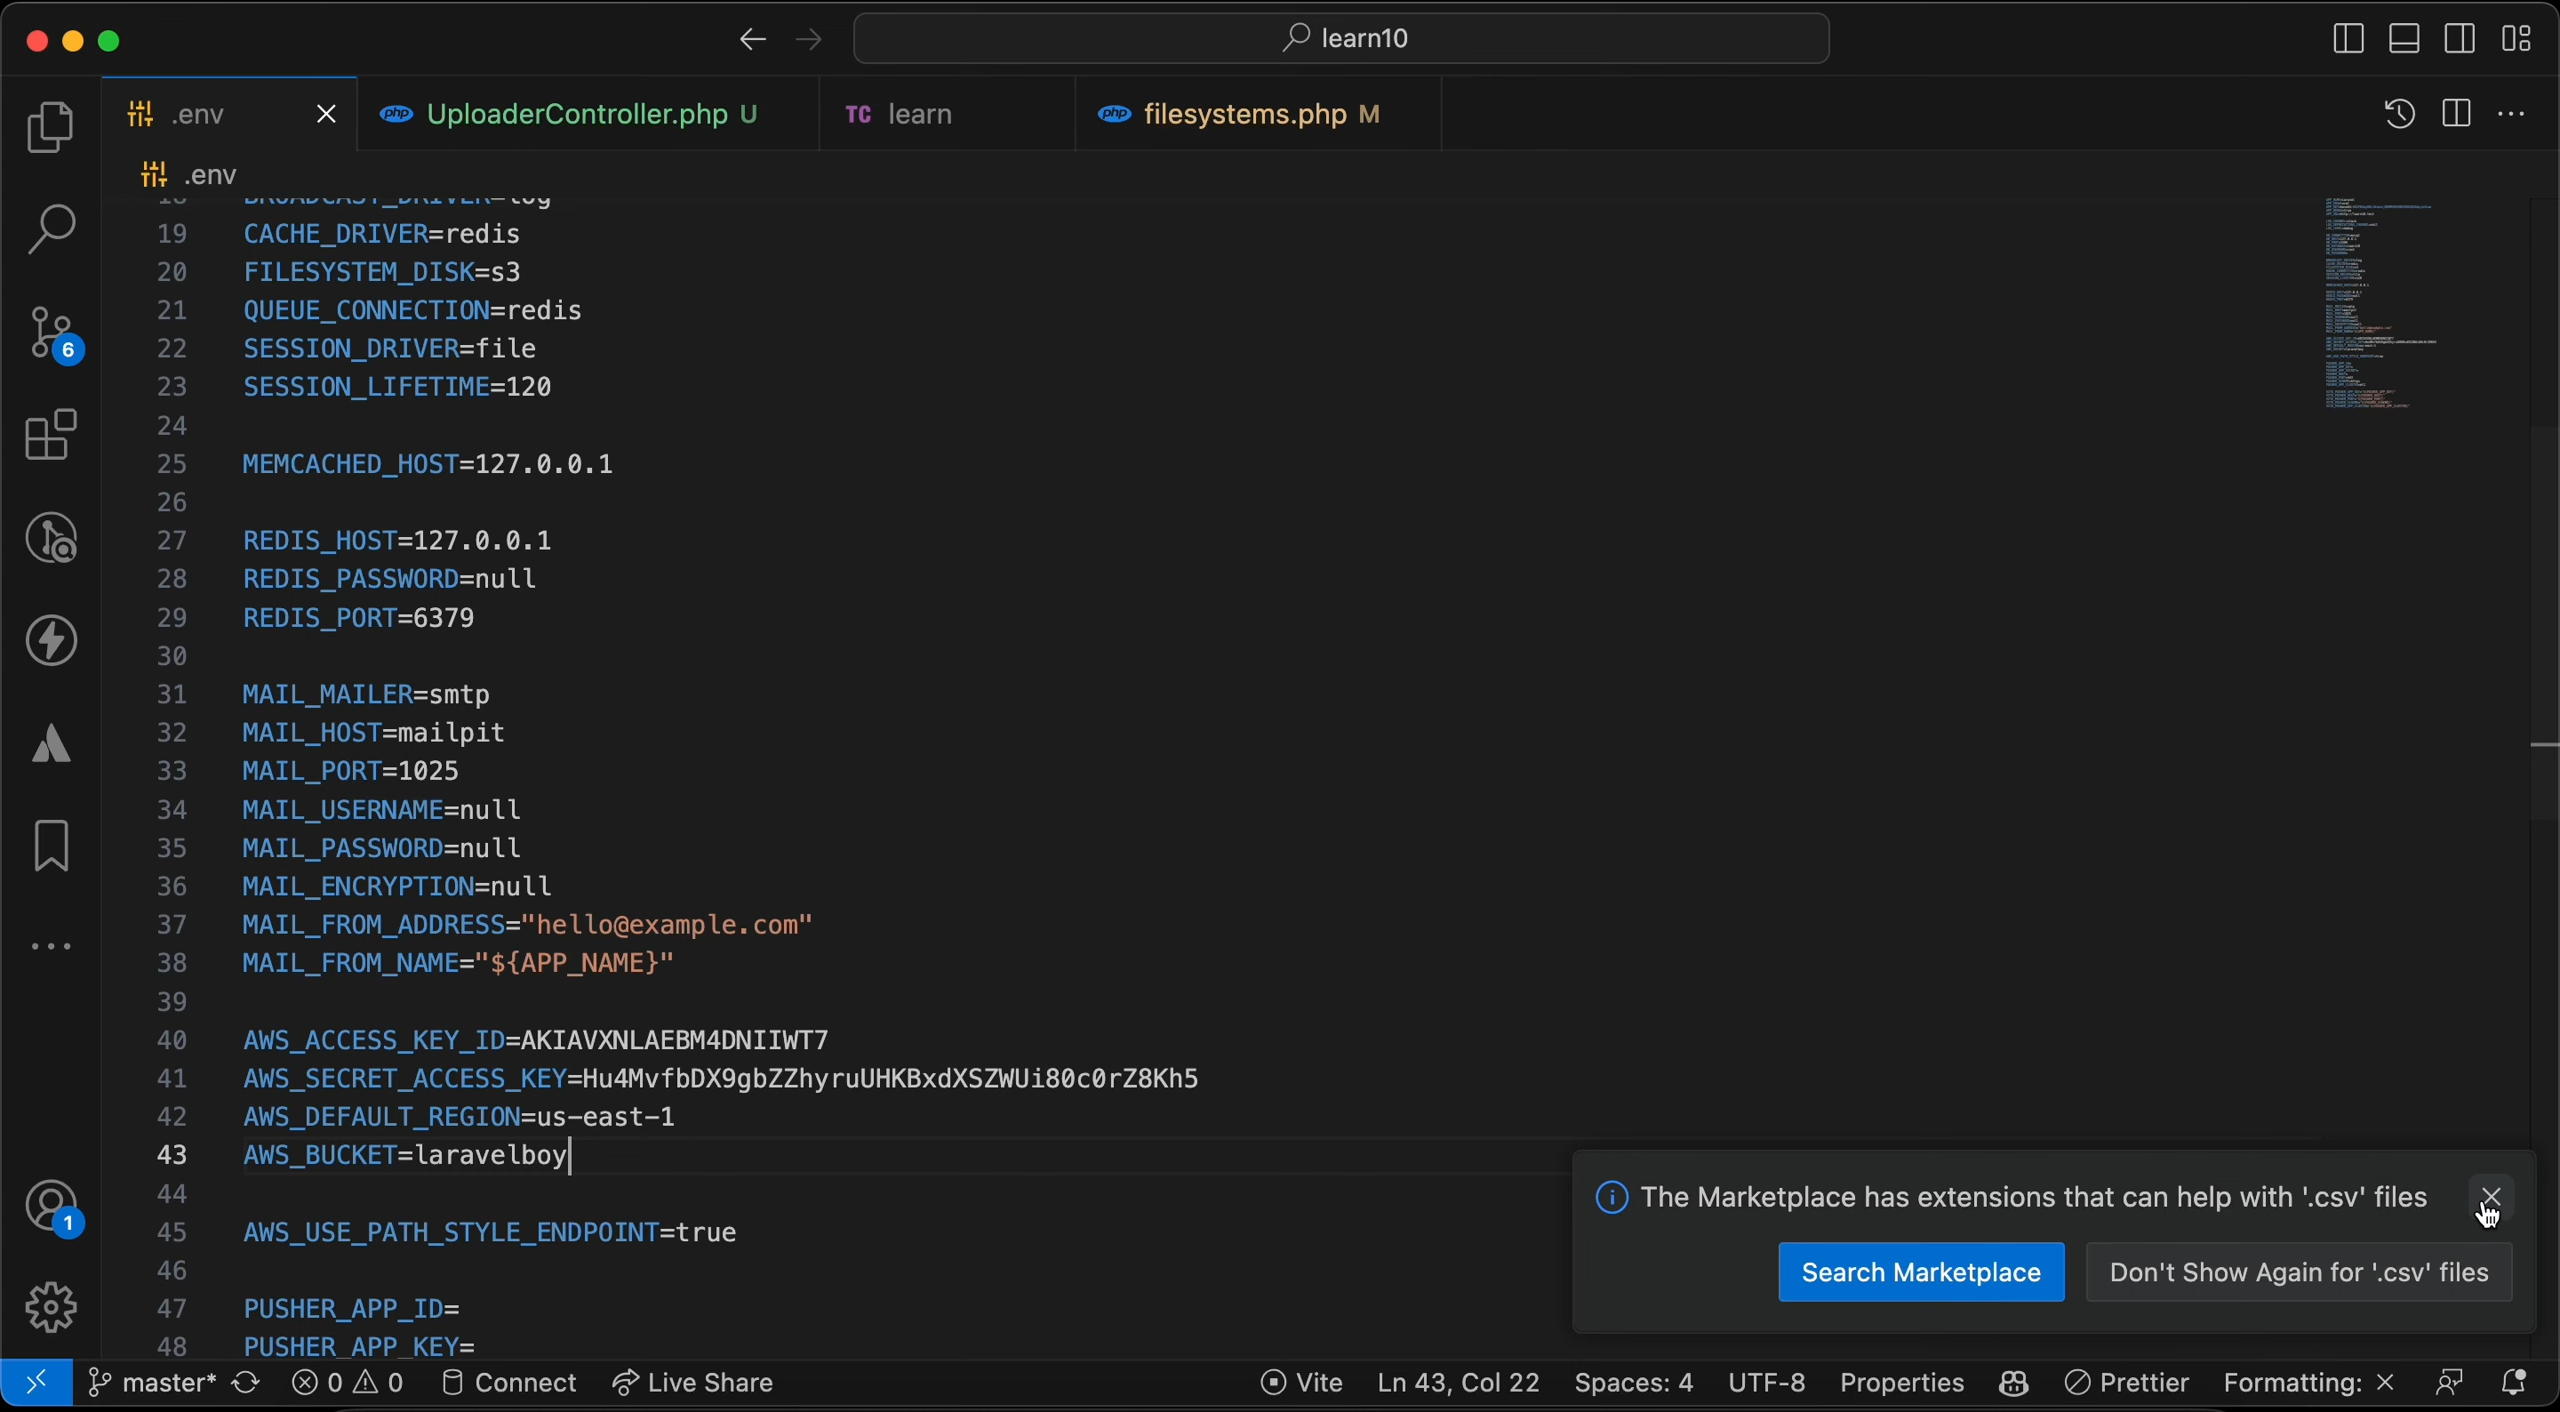 learn10
.env
UploaderController.php U
TC learn
filesystems.php M
.env
18 BROADCAST_DRIVER=log
19 CACHE_DRIVER=redis
20 FILESYSTEM_DISK=s3
21 QUEUE_CONNECTION=redis
22 SESSION_DRIVER=file
23 SESSION_LIFETIME=120
24
25 MEMCACHED_HOST=127.0.0.1
26
27 REDIS_HOST=127.0.0.1
28 REDIS_PASSWORD=null
29 REDIS_PORT=6379
30
31 MAIL_MAILER=smtp
32 MAIL_HOST=mailpit
33 MAIL_PORT=1025
34 MAIL_USERNAME=null
35 MAIL_PASSWORD=null
36 MAIL_ENCRYPTION=null
37 MAIL_FROM_ADDRESS="hello@example.com"
38 MAIL_FROM_NAME="${APP_NAME}"
39
40 AWS_ACCESS_KEY_ID=AKIAVXNLAEBM4DNIIWT7
41 AWS_SECRET_ACCESS_KEY=Hu4MvfbDX9gbZZhyruUHKBxdXSZWUi80c0rZ8Kh5
42 AWS_DEFAULT_REGION=us-east-1
43 AWS_BUCKET=laravelboy
44
45 AWS_USE_PATH_STYLE_ENDPOINT=true
46
47 PUSHER_APP_ID=
48 PUSHER_APP_KEY=
6
1
The Marketplace has extensions that can help with '.csv' files
Search Marketplace
Don't Show Again for '.csv' files
master* 0 0 Connect Live Share Vite Ln 43, Col 22 Spaces: 4 UTF-8 Properties Prettier Formatting: ×